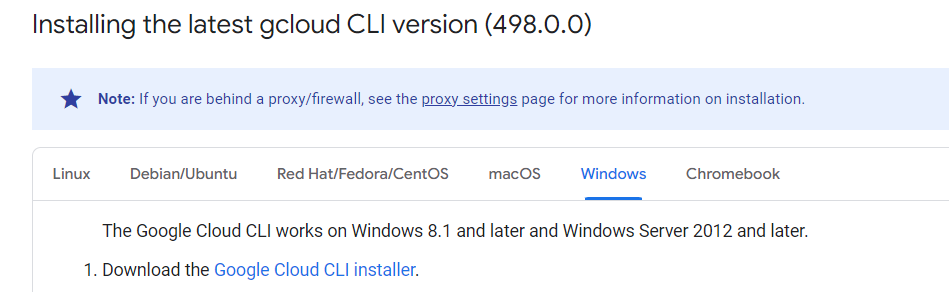 Installing the latest gcloud CLI version (498.0.0)
Note: If you are behind a proxy/firewall, see the proxy settings page for more information on installation.
Linux Debian/Ubuntu Red Hat/Fedora/CentOS macOS Windows Chromebook
The Google Cloud CLI works on Windows 8.1 and later and Windows Server 2012 and later.
1. Download the Google Cloud CLI installer.